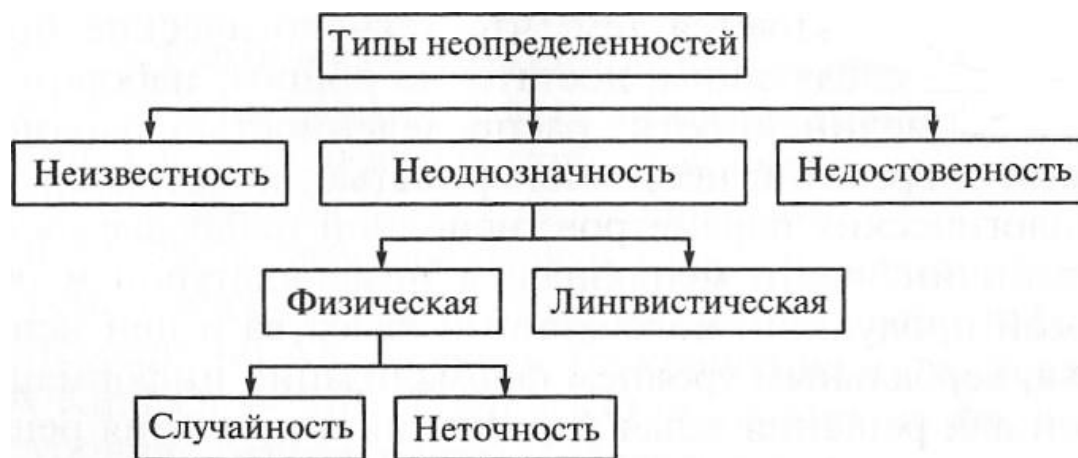 Типы неопределенностей
Неизвестность
Неоднозначность
Недостоверность
Физическая
Лингвистическая
Случайность
Неточность